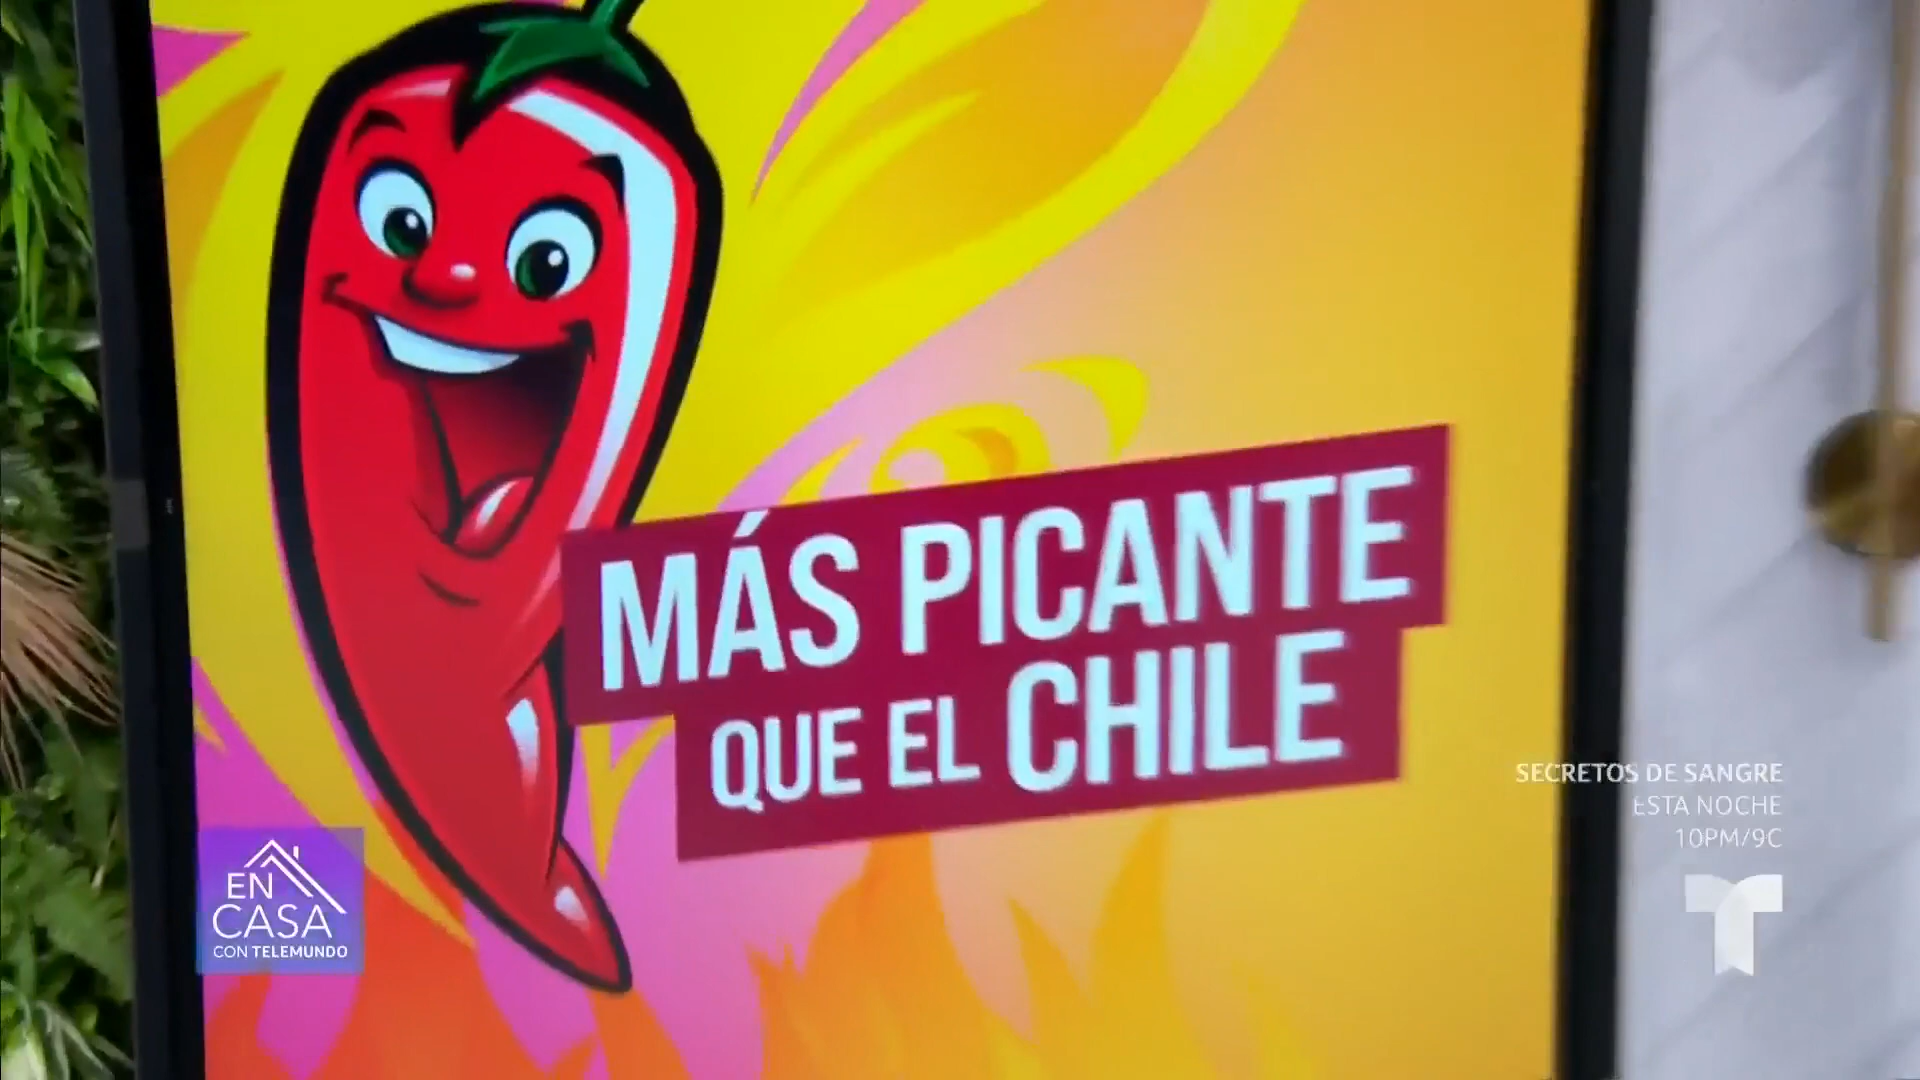 MÁS PICANTE
QUE EL CHILE
SECRETOS DE SANGRE
ESTA NOCHE
10PM/9C
EN
CASA
CON TELEMUNDO